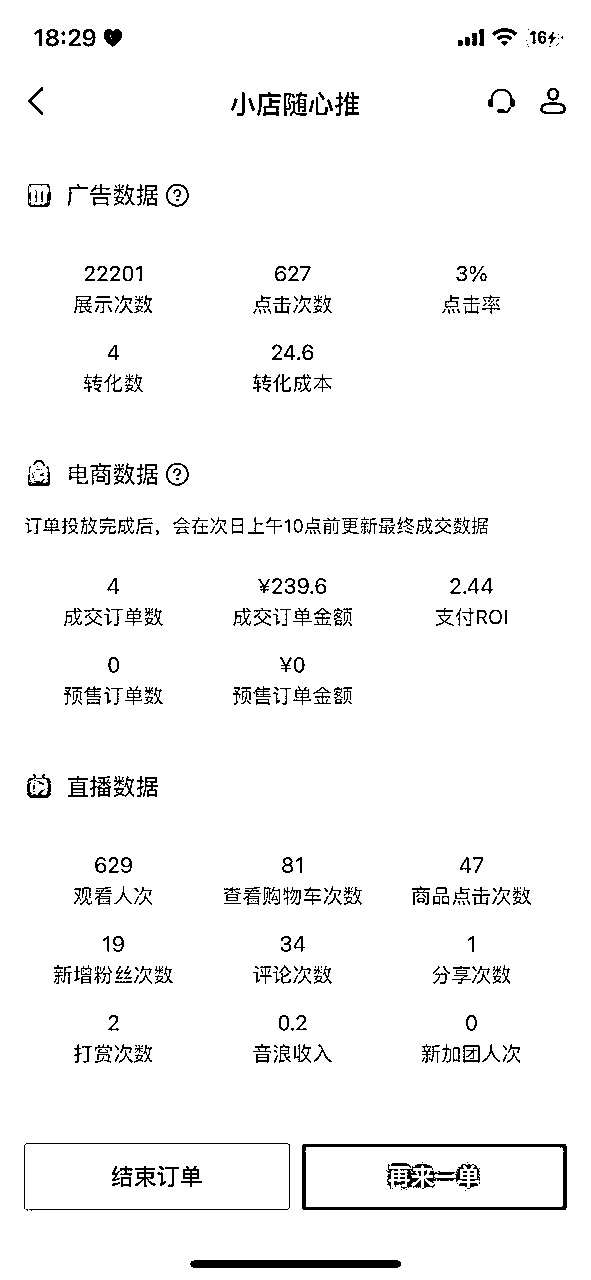 18:29
16
小店随心推
广告数据 ?
22201 627 3%
展示次数 点击次数 点击率
4 24.6
转化数 转化成本
电商数据 ?
订单投放完成后，会在次日上午10点前更新最终成交数据
4 ¥239.6 2.44
成交订单数 成交订单金额 支付ROI
0 ¥0
预售订单数 预售订单金额
直播数据
629 81 47
观看人次 查看购物车次数 商品点击次数
19 34 1
新增粉丝次数 评论次数 分享次数
2 0.2 0
打赏次数 音浪收入 新加团人次
结束订单 再来一单